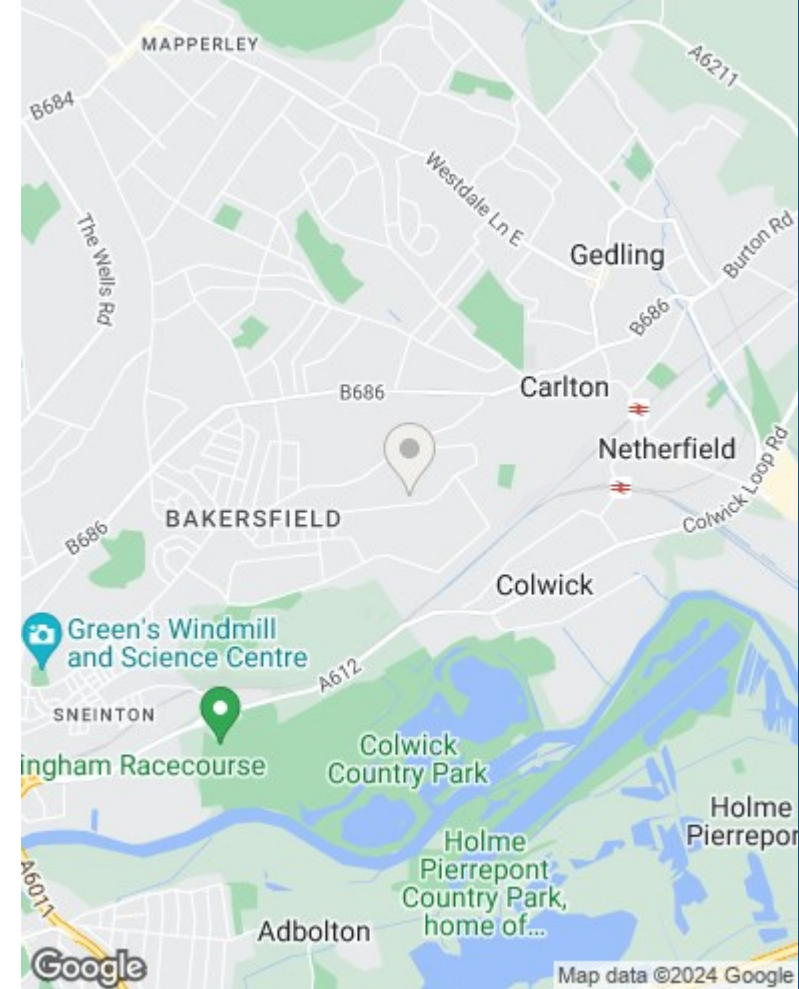 MAPPERLEY
A6211
B684
Westdale Ln E
The Wells Rd
Gedling
Burton Rd
B686
B686
Carlton
Netherfield
Colwick Loop Rd
BAKERSFIELD
B686
Colwick
Green's Windmill
and Science Centre
A612
SNEINTON
ingham Racecourse
Colwick
Country Park
Holme
Pierrepon
Holme
Pierrepont
Country Park,
home of...
A6011
Adbolton
Google
Map data ©2024 Google